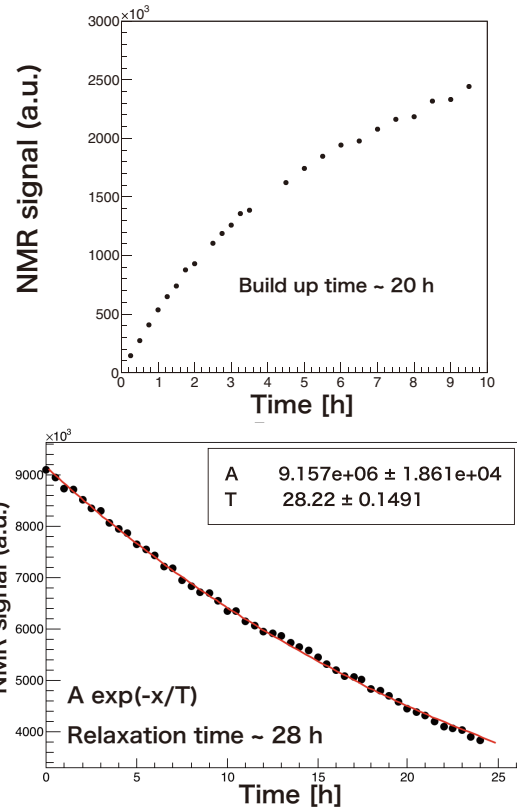 ×10³
3000
2500
2000
1500
1000
500
0
NMR signal (a.u.)
Build up time ~ 20 h
0 1 2 3 4 5 6 7 8 9 10
Time [h]
×10³
A 9.157e+06 ± 1.861e+04
T 28.22 ± 0.1491
9000
8000
7000
6000
5000
4000
NMR signal (a.u.)
A exp(-x/T)
Relaxation time ~ 28 h
0 5 10 15 20 25
Time [h]